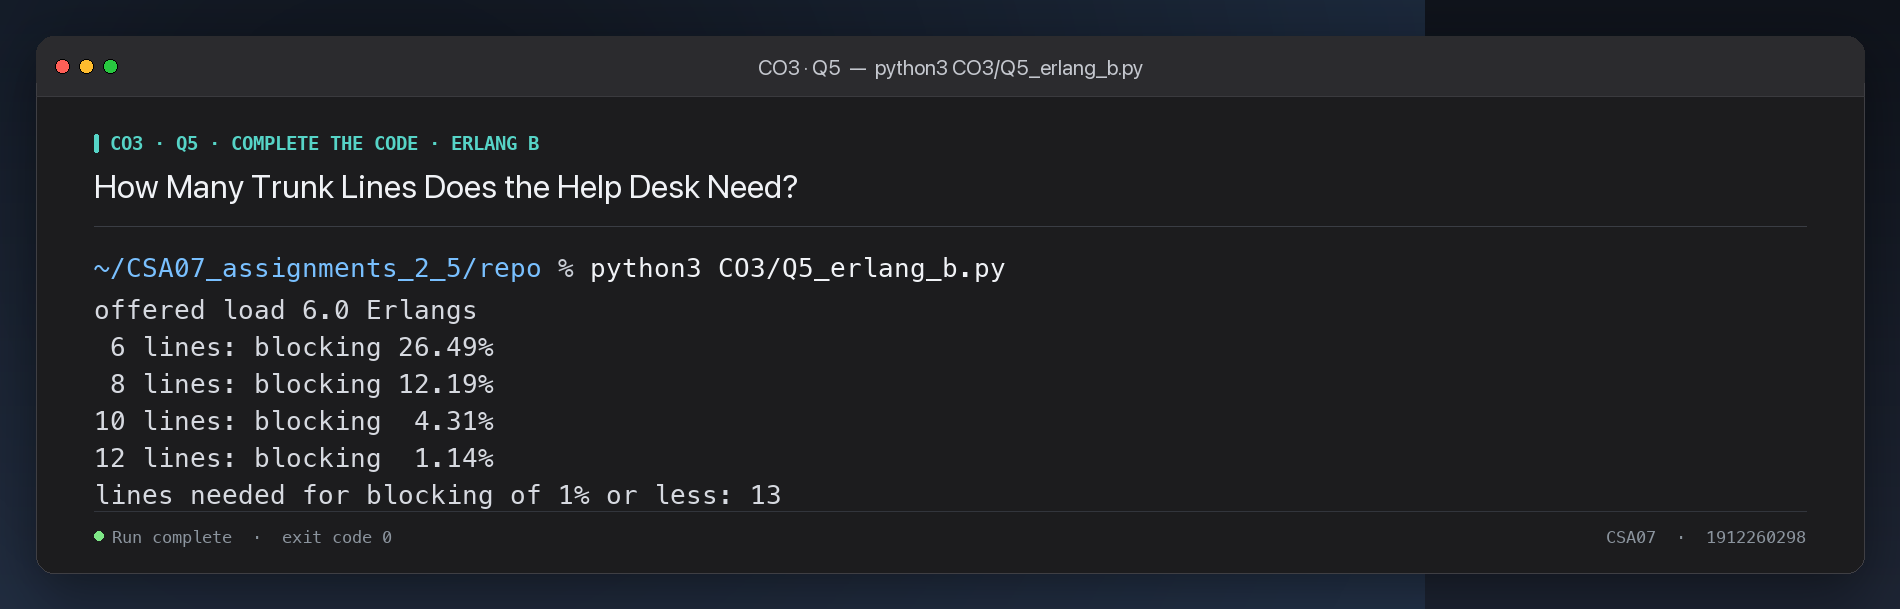 CO3 · Q5 — python3 CO3/Q5_erlang_b.py
CO3 · Q5 · COMPLETE THE CODE · ERLANG B
How Many Trunk Lines Does the Help Desk Need?
~/CSA07_assignments_2_5/repo % python3 CO3/Q5_erlang_b.py
offered load 6.0 Erlangs
 6 lines: blocking 26.49%
 8 lines: blocking 12.19%
10 lines: blocking  4.31%
12 lines: blocking  1.14%
lines needed for blocking of 1% or less: 13
Run complete · exit code 0
CSA07 · 1912260298